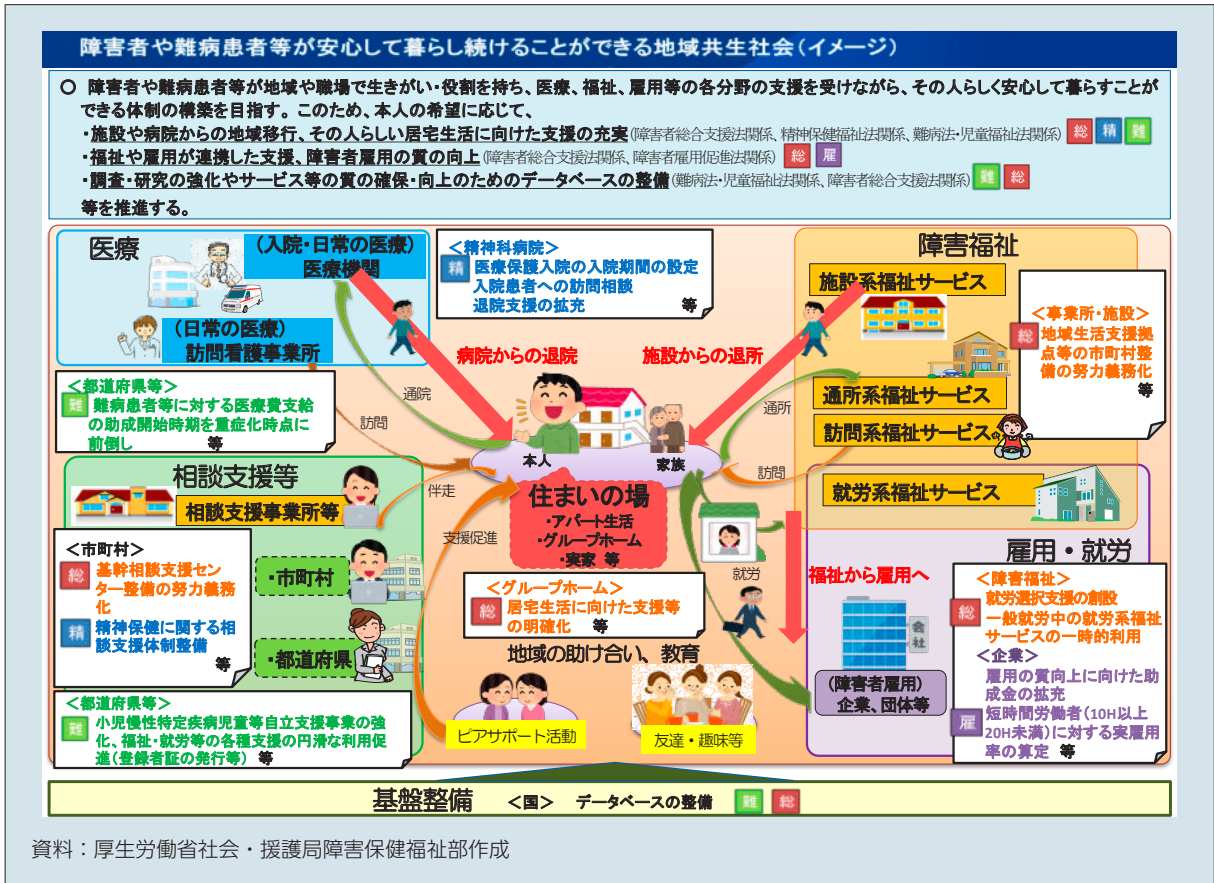 障害者や難病患者等が安心して暮らし続けることができる地域共生社会(イメージ)
○ 障害者や難病患者等が地域や職場で生きがい・役割を持ち、医療、福祉、雇用等の各分野の支援を受けながら、その人らしく安心して暮らすことが
できる体制の構築を目指す。このため、本人の希望に応じて、
・施設や病院からの地域移行、その人らしい居宅生活に向けた支援の充実(障害者総合支援法関係、精神保健福祉法関係、難病法・児童福祉法関係) 総 精 難
・福祉や雇用が連携した支援、障害者雇用の質の向上(障害者総合支援法関係、障害者雇用促進法関係) 総 雇
・調査・研究の強化やサービス等の質の確保・向上のためのデータベースの整備(難病法・児童福祉法関係、障害者総合支援法関係) 難 総
等を推進する。
医療
(入院・日常の医療)
医療機関
(日常の医療)
訪問看護事業所
<精神科病院>
精 医療保護入院の入院期間の設定
入院患者への訪問相談
退院支援の拡充 等
障害福祉
施設系福祉サービス
通所系福祉サービス
訪問系福祉サービス
就労系福祉サービス
<事業所・施設>
総 地域生活支援拠
点等の市町村整
備の努力義務化
等
病院からの退院
施設からの退所
<都道府県等>
難 難病患者等に対する医療費支給
の助成開始時期を重症化時点に
前倒し 等
通院
訪問
通所
訪問
本人
家族
住まいの場
・アパート生活
・グループホーム
・実家 等
相談支援等
相談支援事業所等
伴走
支援促進
<市町村>
総 基幹相談支援セン
ター整備の努力義務
化
精 精神保健に関する相
談支援体制整備
等
・市町村
・都道府県
<グループホーム>
総 居宅生活に向けた支援等
の明確化 等
就労
福祉から雇用へ
雇用・就労
会社
(障害者雇用)
企業、団体等
<障害福祉>
総 就労選択支援の創設
一般就労中の就労系福祉
サービスの一時的利用
<企業>
雇用の質向上に向けた助
成金の拡充
雇 短時間労働者(10H以上
20H未満)に対する実雇用
率の算定 等
地域の助け合い、教育
ピアサポート活動
友達・趣味等
<都道府県等>
難 小児慢性特定疾病児童等自立支援事業の強
化、福祉・就労等の各種支援の円滑な利用促
進(登録者証の発行等) 等
基盤整備 <国> データベースの整備 難 総
資料:厚生労働省社会・援護局障害保健福祉部作成